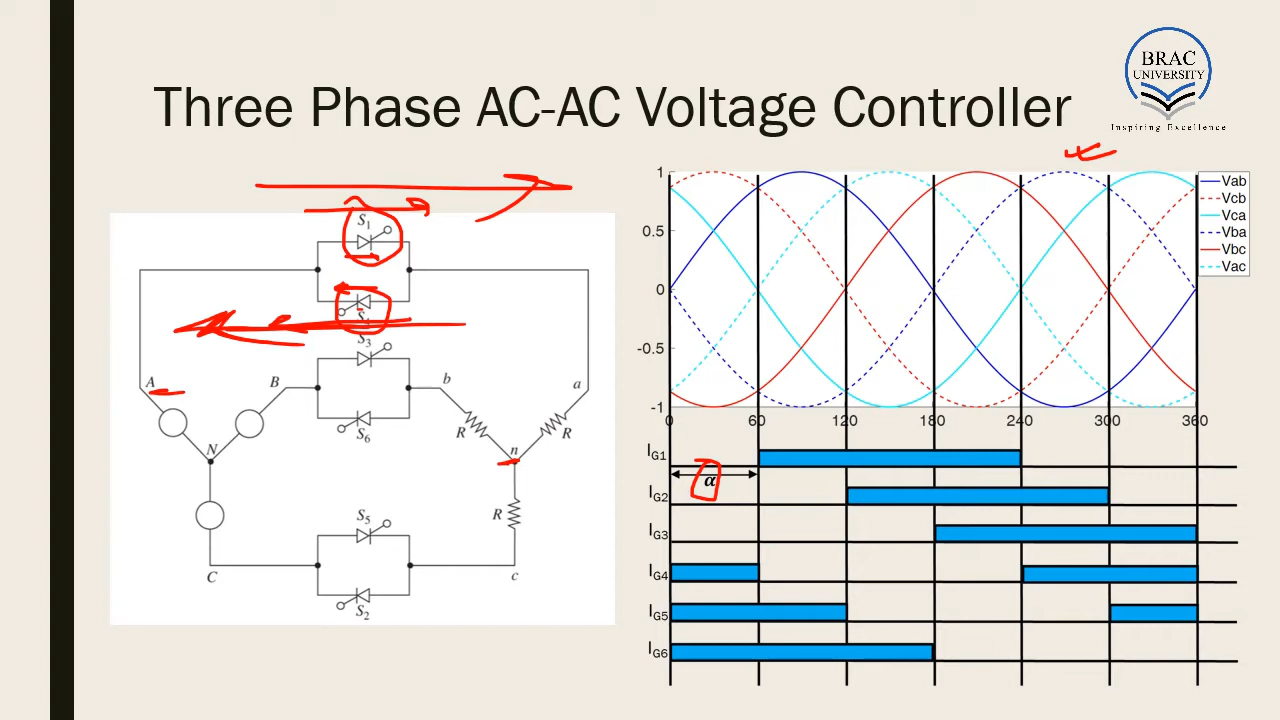 Three Phase AC-AC Voltage Controller
BRAC
UNIVERSITY
Inspiring Excellence
S1
S3
S6
S5
S2
A
B
N
C
b
a
R
R
n
R
c
1
0.5
0
-0.5
-1
0 60 120 180 240 300 360
Vab
Vcb
Vca
Vba
Vbc
Vac
IG1
α
IG2
IG3
IG4
IG5
IG6